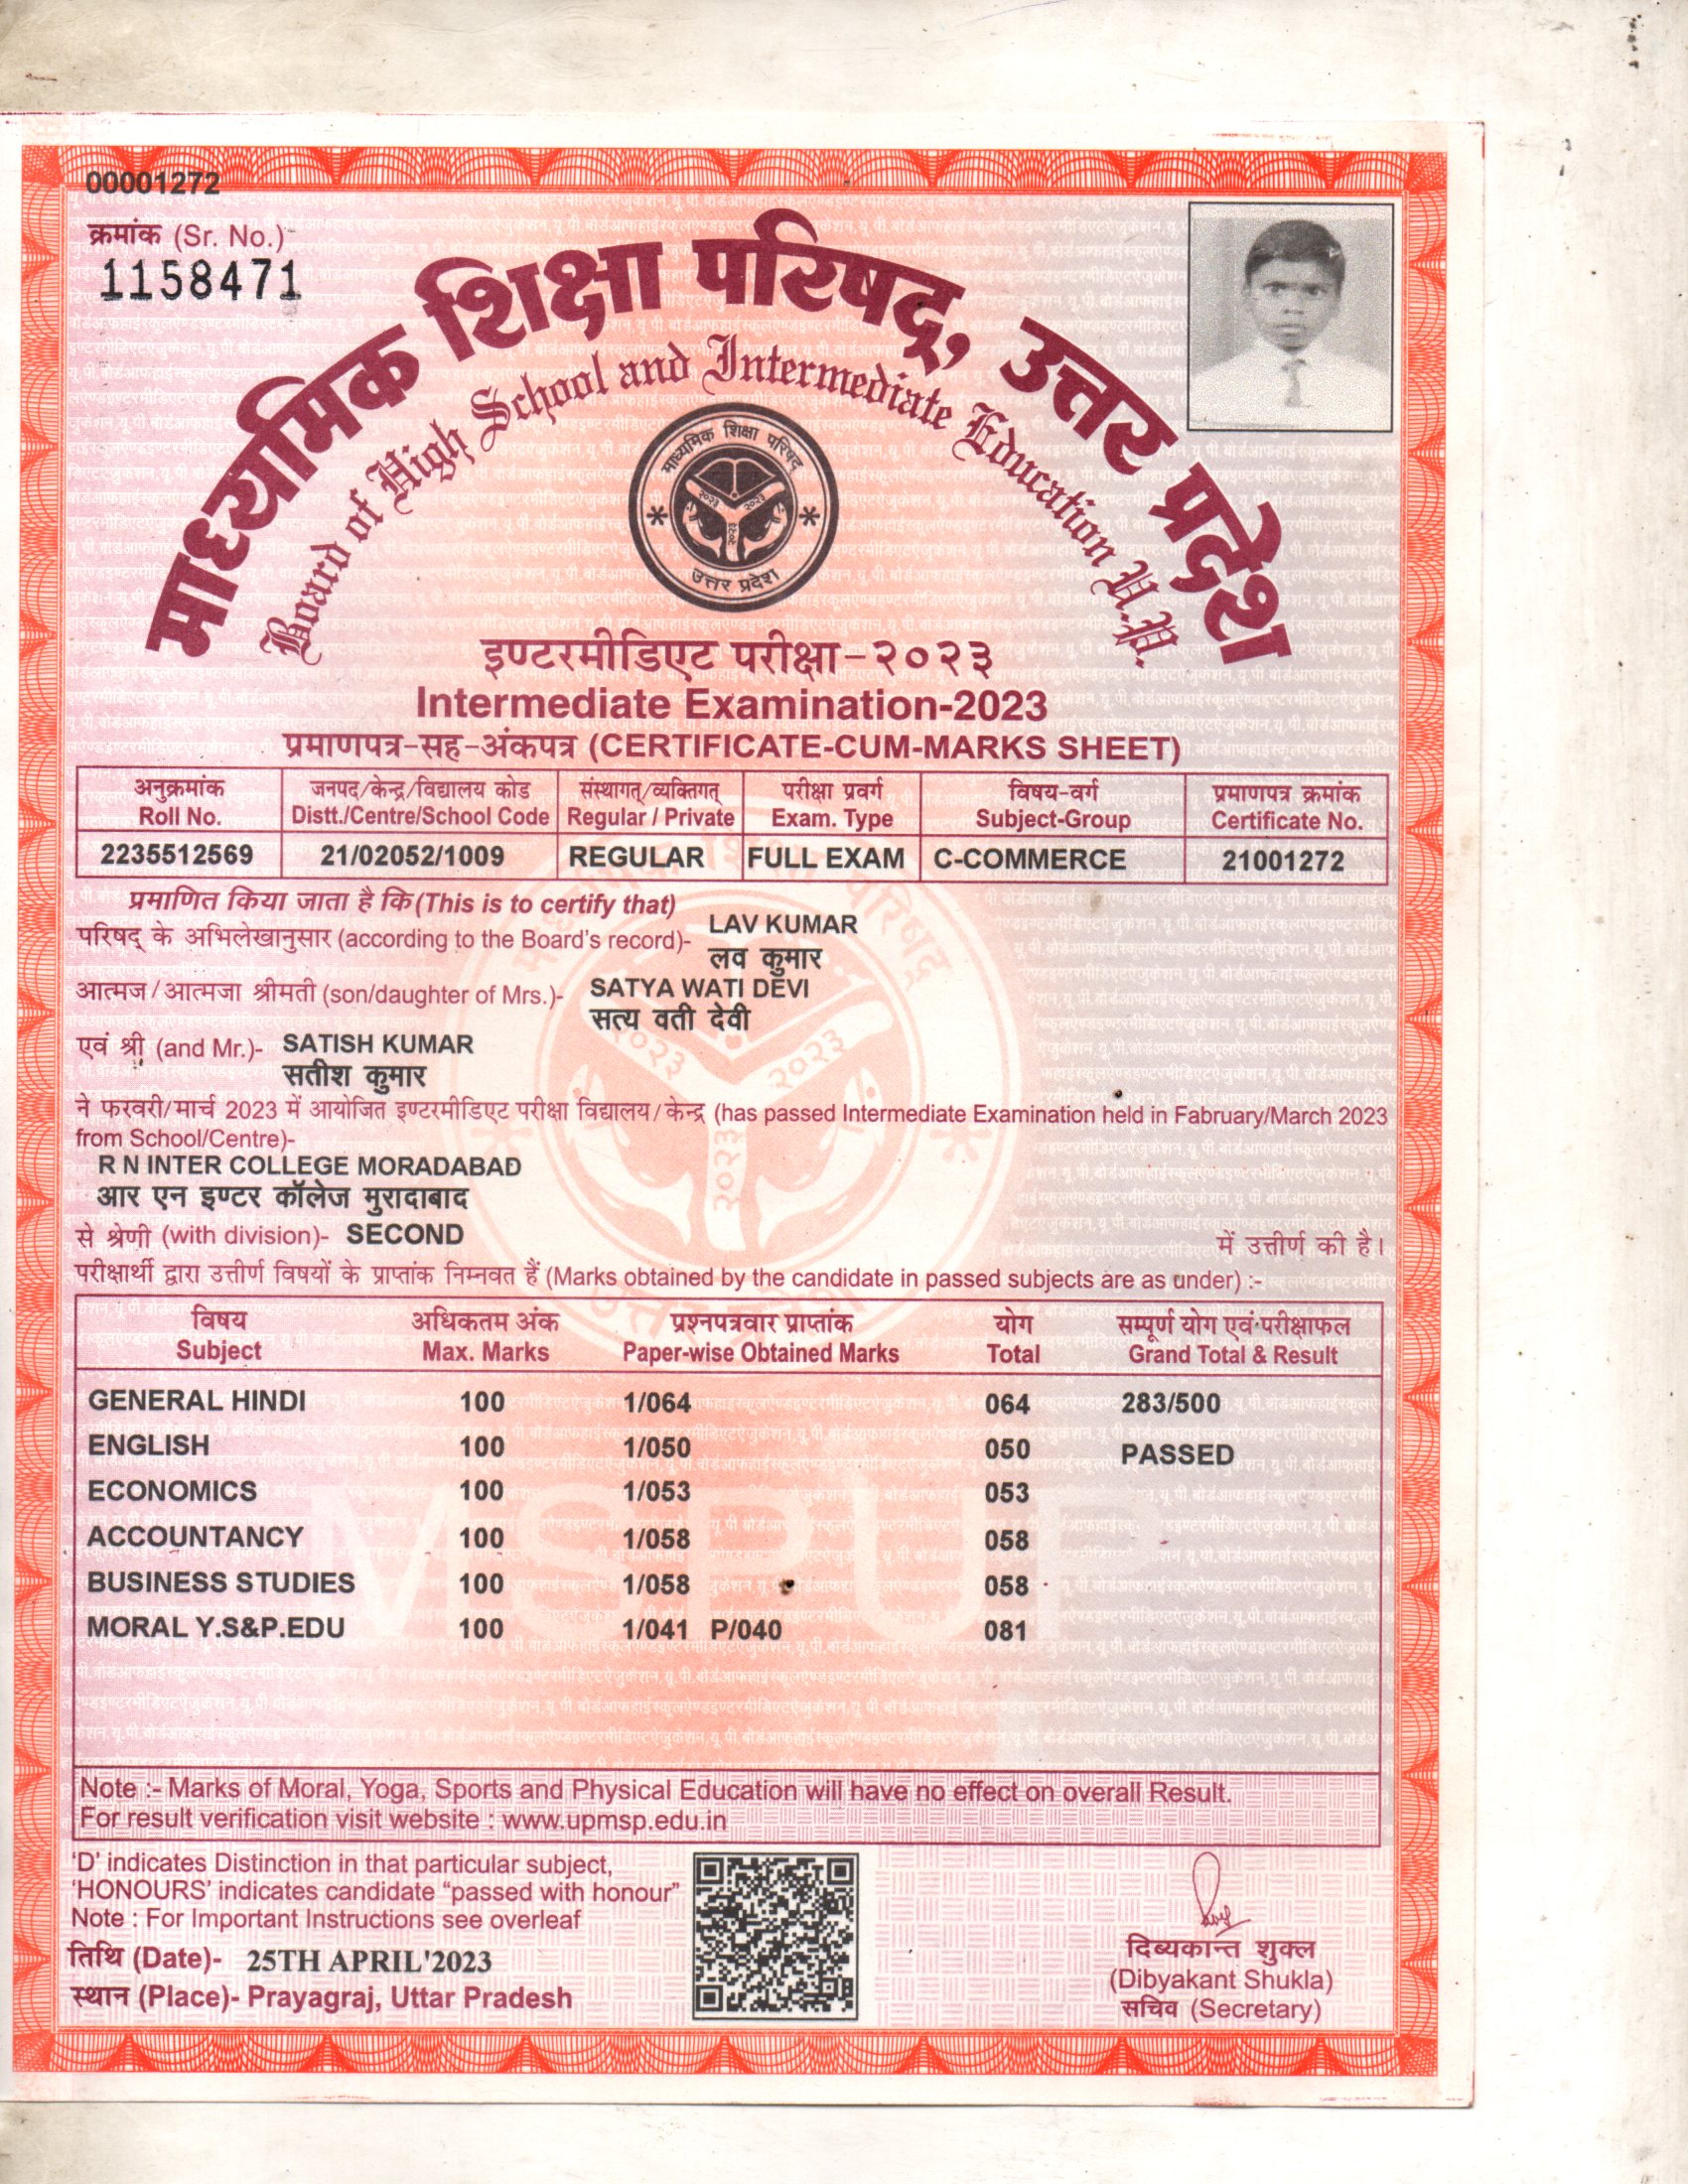 00001272
क्रमांक (Sr. No.)
1158471
माध्यमिक शिक्षा परिषद्, उत्तर प्रदेश
Board of High School and Intermediate Education U.P.
माध्यमिक शिक्षा परिषद
२०२३ २०२३
२०२३
उत्तर प्रदेश
इण्टरमीडिएट परीक्षा-२०२३
Intermediate Examination-2023
प्रमाणपत्र-सह-अंकपत्र (CERTIFICATE-CUM-MARKS SHEET)
अनुक्रमांक जनपद/केन्द्र/विद्यालय कोड संस्थागत्/व्यक्तिगत् परीक्षा प्रवर्ग विषय-वर्ग प्रमाणपत्र क्रमांक
Roll No. Distt./Centre/School Code Regular / Private Exam. Type Subject-Group Certificate No.
2235512569 21/02052/1009 REGULAR FULL EXAM C-COMMERCE 21001272
प्रमाणित किया जाता है कि (This is to certify that)
परिषद् के अभिलेखानुसार (according to the Board's record)- LAV KUMAR
लव कुमार
आत्मज/आत्मजा श्रीमती (son/daughter of Mrs.)- SATYA WATI DEVI
सत्य वती देवी
एवं श्री (and Mr.)- SATISH KUMAR
सतीश कुमार
ने फरवरी/मार्च 2023 में आयोजित इण्टरमीडिएट परीक्षा विद्यालय/केन्द्र (has passed Intermediate Examination held in Fabruary/March 2023
from School/Centre)-
R N INTER COLLEGE MORADABAD
आर एन इण्टर कॉलेज मुरादाबाद
से श्रेणी (with division)- SECOND में उत्तीर्ण की है।
परीक्षार्थी द्वारा उत्तीर्ण विषयों के प्राप्तांक निम्नवत हैं (Marks obtained by the candidate in passed subjects are as under) :-
विषय अधिकतम अंक प्रश्नपत्रवार प्राप्तांक योग सम्पूर्ण योग एवं परीक्षाफल
Subject Max. Marks Paper-wise Obtained Marks Total Grand Total & Result
GENERAL HINDI 100 1/064 064 283/500
ENGLISH 100 1/050 050 PASSED
ECONOMICS 100 1/053 053
ACCOUNTANCY 100 1/058 058
BUSINESS STUDIES 100 1/058 058
MORAL Y.S&P.EDU 100 1/041 P/040 081
MSPUP
Note :- Marks of Moral, Yoga, Sports and Physical Education will have no effect on overall Result.
For result verification visit website : www.upmsp.edu.in
'D' indicates Distinction in that particular subject,
'HONOURS' indicates candidate "passed with honour"
Note : For Important Instructions see overleaf
तिथि (Date)- 25TH APRIL'2023
स्थान (Place)- Prayagraj, Uttar Pradesh
दिब्यकान्त शुक्ल
(Dibyakant Shukla)
सचिव (Secretary)